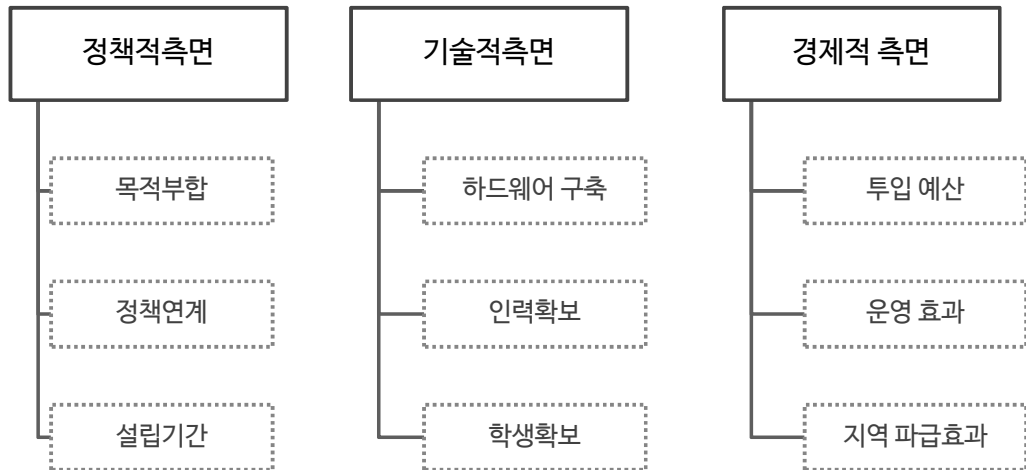 정책적측면
목적부합
정책연계
설립기간
기술적측면
하드웨어 구축
인력확보
학생확보
경제적 측면
투입 예산
운영 효과
지역 파급효과